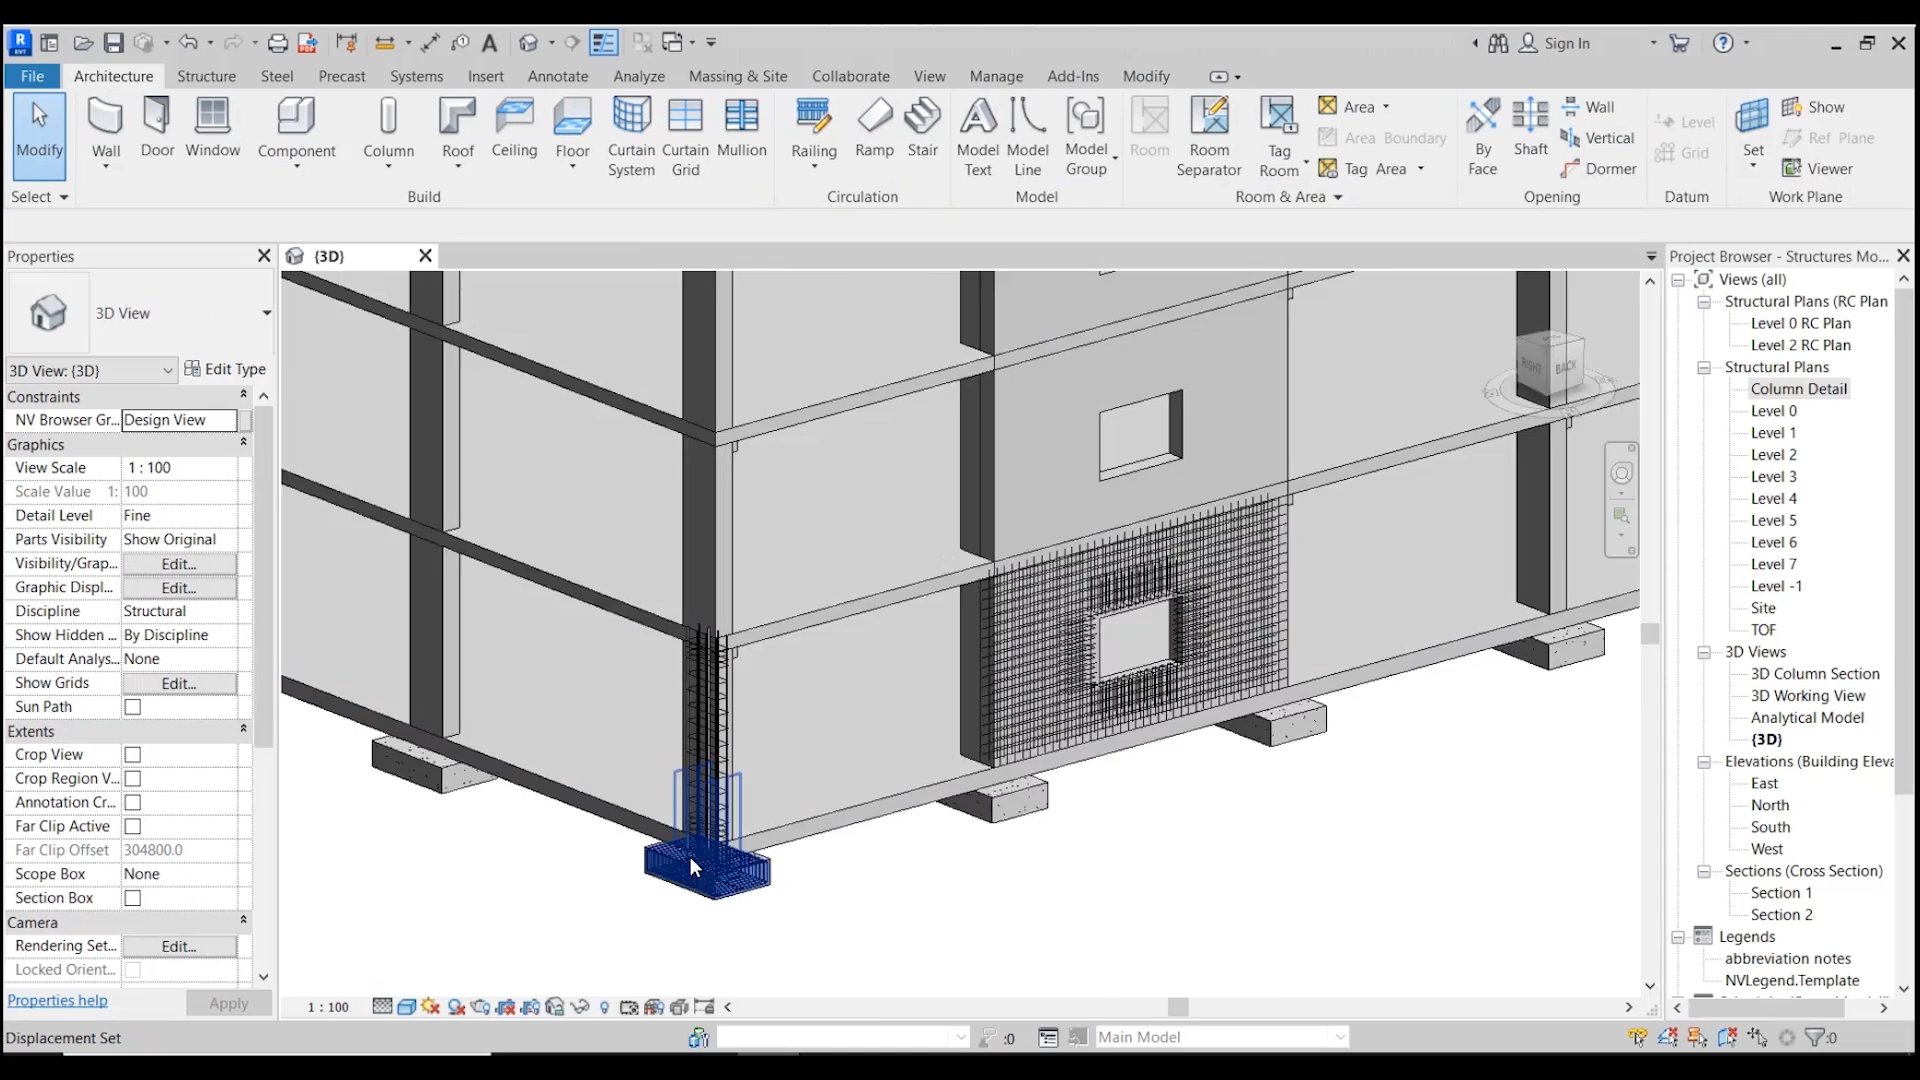 R
RVT
PDF
A
Sign In
?
File Architecture Structure Steel Precast Systems Insert Annotate Analyze Massing & Site Collaborate View Manage Add-Ins Modify
Modify
Wall
Door
Window
Component
Column
Roof
Ceiling
Floor
Curtain System
Curtain Grid
Mullion
Railing
Ramp
Stair
Model Text
Model Line
Model Group
Room
Room Separator
Tag Room
Area
Area Boundary
Tag Area
By Face
Shaft
Wall
Vertical
Dormer
Level
Grid
Set
Show
Ref Plane
Viewer
Select
Build
Circulation
Model
Room & Area
Opening
Datum
Work Plane
Properties
3D View
3D View: {3D}
Edit Type
Constraints
NV Browser Gr... Design View
Graphics
View Scale 1 : 100
Scale Value 1: 100
Detail Level Fine
Parts Visibility Show Original
Visibility/Grap... Edit...
Graphic Displ... Edit...
Discipline Structural
Show Hidden ... By Discipline
Default Analys... None
Show Grids Edit...
Sun Path
Extents
Crop View
Crop Region V...
Annotation Cr...
Far Clip Active
Far Clip Offset 304800.0
Scope Box None
Section Box
Camera
Rendering Set... Edit...
Locked Orient...
Properties help
Apply
{3D}
RIGHT
BACK
1 : 100
Project Browser - Structures Mo...
Views (all)
Structural Plans (RC Plan
Level 0 RC Plan
Level 2 RC Plan
Structural Plans
Column Detail
Level 0
Level 1
Level 2
Level 3
Level 4
Level 5
Level 6
Level 7
Level -1
Site
TOF
3D Views
3D Column Section
3D Working View
Analytical Model
{3D}
Elevations (Building Eleva
East
North
South
West
Sections (Cross Section)
Section 1
Section 2
Legends
abbreviation notes
NVLegend.Template
Displacement Set
:0
Main Model
:0